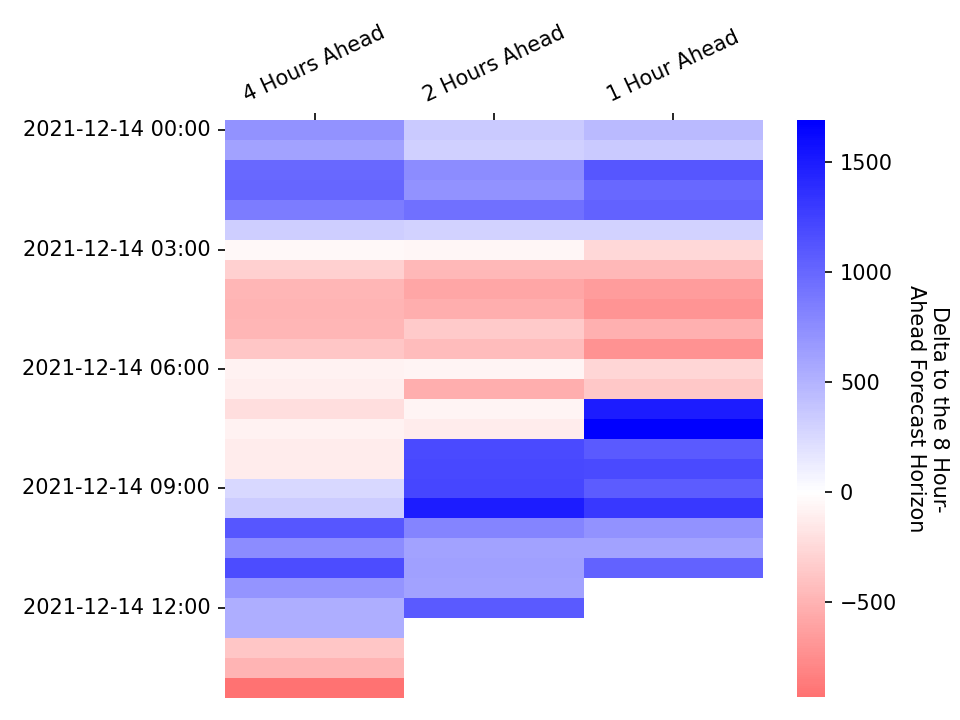 4 Hours Ahead
2 Hours Ahead
1 Hour Ahead
2021-12-14 00:00
2021-12-14 03:00
2021-12-14 06:00
2021-12-14 09:00
2021-12-14 12:00
1500
1000
500
0
−500
Delta to the 8 Hour-
Ahead Forecast Horizon